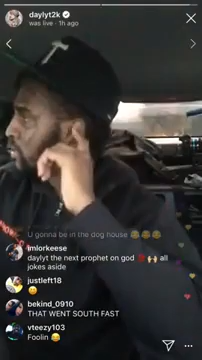 daylyt2k
was live · 1h ago
U gonna be in the dog house 😂😂😂
imlorkeese
daylyt the next prophet on god 🙌 all
jokes aside
justleft18
bekind_0910
THAT WENT SOUTH FAST
vteezy103
Foolin 😂